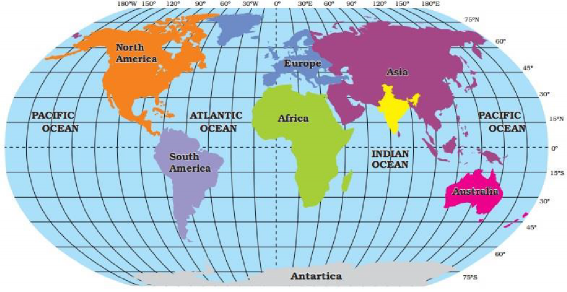 180°W 150° 120° 90° 60° 30°W 0° 30°E 60° 90° 120° 150° 180°E
75°N
60°
45°
30°
15°N
0°
15°S
30°
45°
60°
75°S
North
America
Europe
Asia
PACIFIC
OCEAN
ATLANTIC
OCEAN
Africa
PACIFIC
OCEAN
INDIAN
OCEAN
South
America
Australia
Antartica